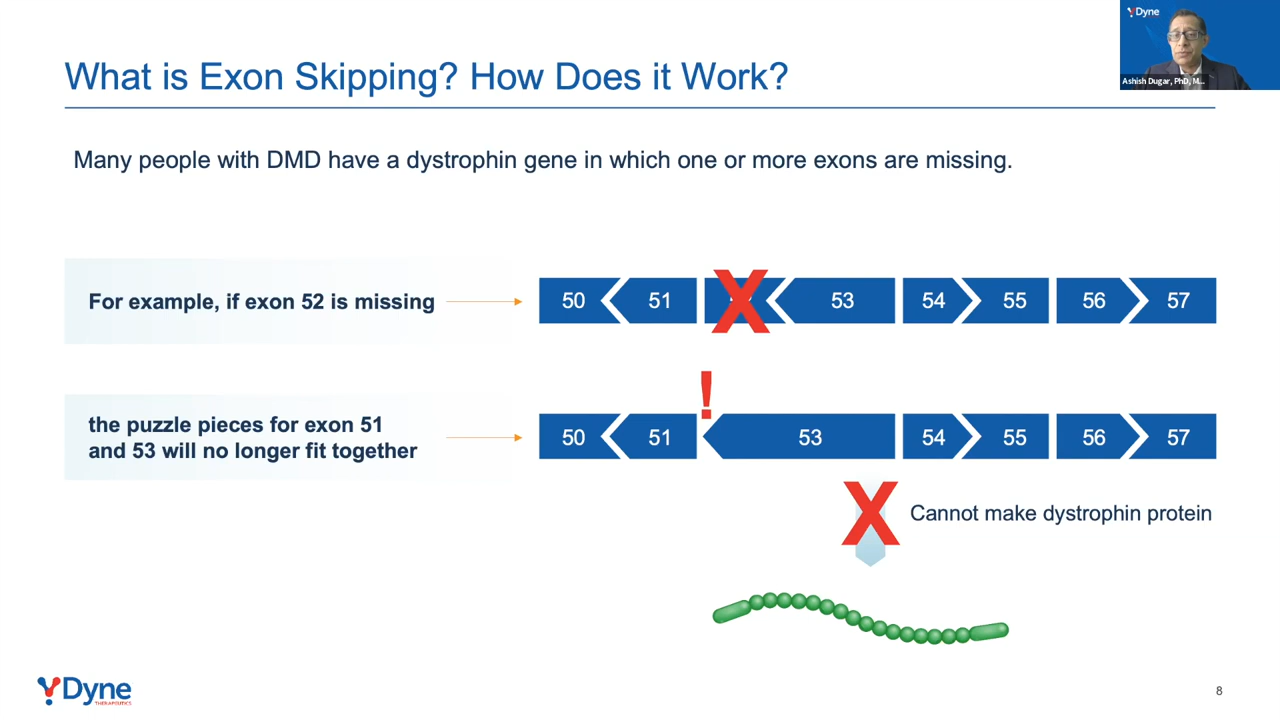 Dyne
Ashish Dugar, PhD, M...
What is Exon Skipping? How Does it Work?
Many people with DMD have a dystrophin gene in which one or more exons are missing.
For example, if exon 52 is missing
50 51 53 54 55 56 57
X
!
the puzzle pieces for exon 51
and 53 will no longer fit together
50 51 53 54 55 56 57
X
Cannot make dystrophin protein
Dyne
THERAPEUTICS
8